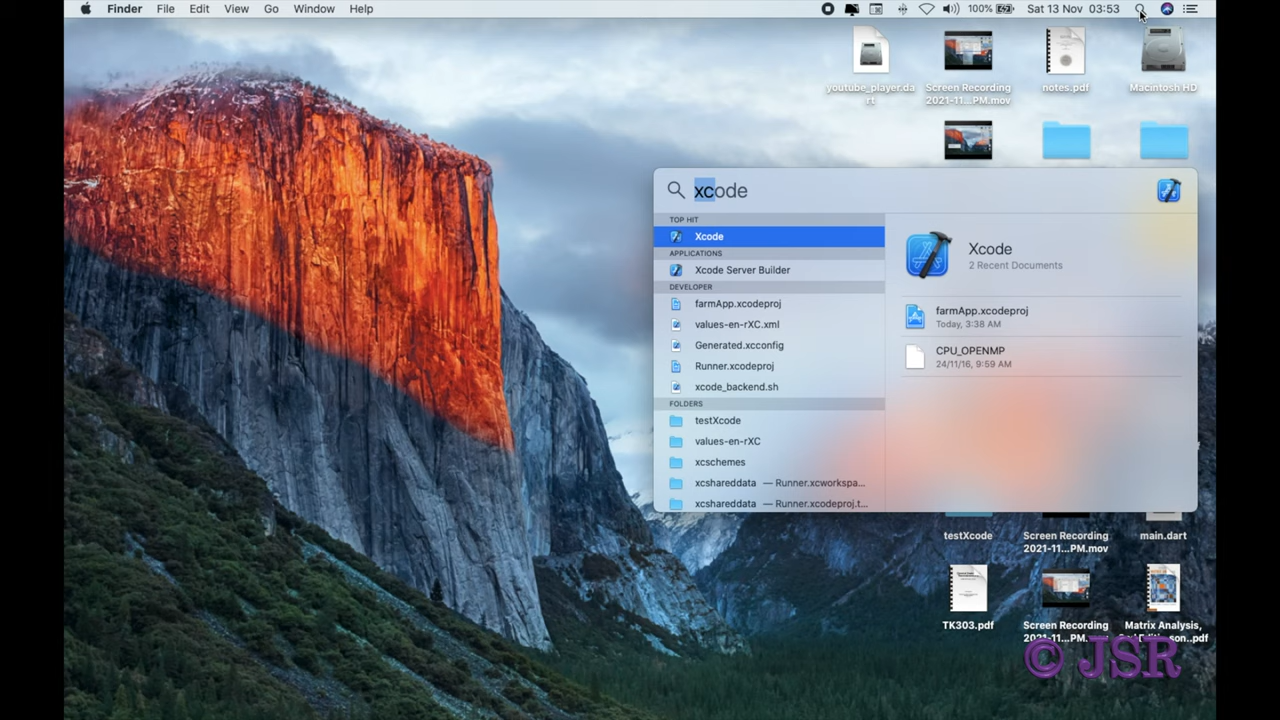 Finder File Edit View Go Window Help
100% Sat 13 Nov 03:53
youtube_player.da
rt
Screen Recording
2021-11...PM.mov
notes.pdf
Macintosh HD
xcode
TOP HIT
Xcode
APPLICATIONS
Xcode Server Builder
DEVELOPER
farmApp.xcodeproj
values-en-rXC.xml
Generated.xcconfig
Runner.xcodeproj
xcode_backend.sh
FOLDERS
testXcode
values-en-rXC
xcschemes
xcshareddata — Runner.xcworkspa...
xcshareddata — Runner.xcodeproj.t...
Xcode
2 Recent Documents
farmApp.xcodeproj
Today, 3:38 AM
CPU_OPENMP
24/11/16, 9:59 AM
testXcode
Screen Recording
2021-11...PM.mov
main.dart
TK303.pdf
Screen Recording
2021-11...PM.mov
Matrix Analysis,
© JSR